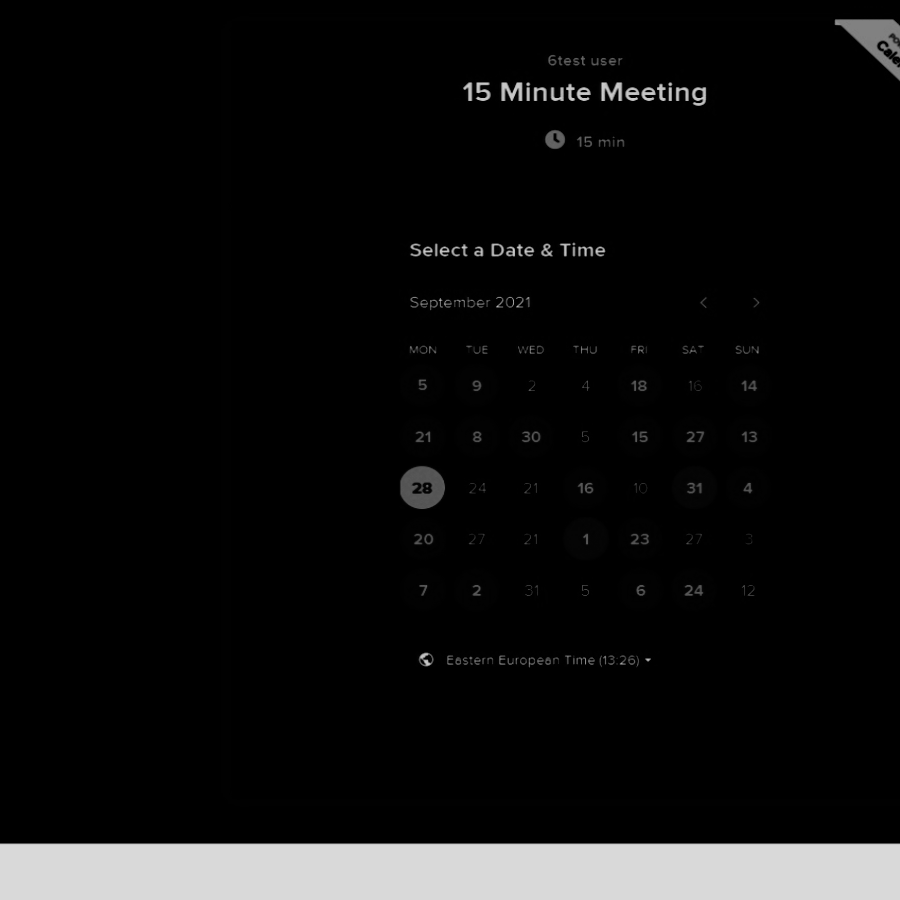 6test user
15 Minute Meeting
15 min
Select a Date & Time
September 2021
MON TUE WED THU FRI SAT SUN
5 9 2 4 18 16 14
21 8 30 5 15 27 13
28 24 21 16 10 31 4
20 27 21 1 23 27 3
7 2 31 5 6 24 12
Eastern European Time (13:26)